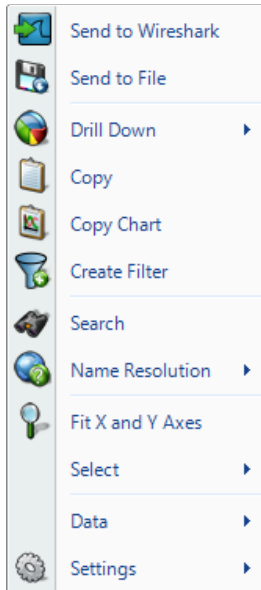 Send to Wireshark
Send to File
Drill Down
Copy
Copy Chart
Create Filter
Search
Name Resolution
Fit X and Y Axes
Select
Data
Settings